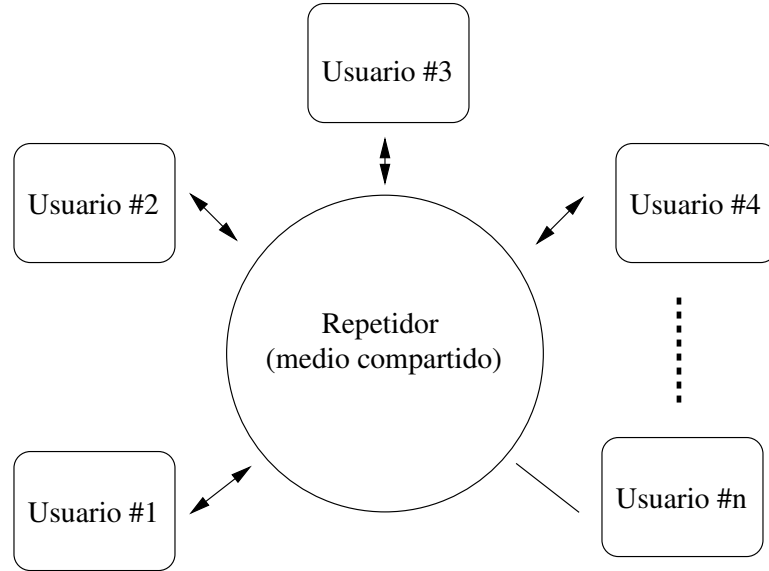 Usuario #3
Usuario #2
Usuario #4
Repetidor
(medio compartido)
Usuario #1
Usuario #n